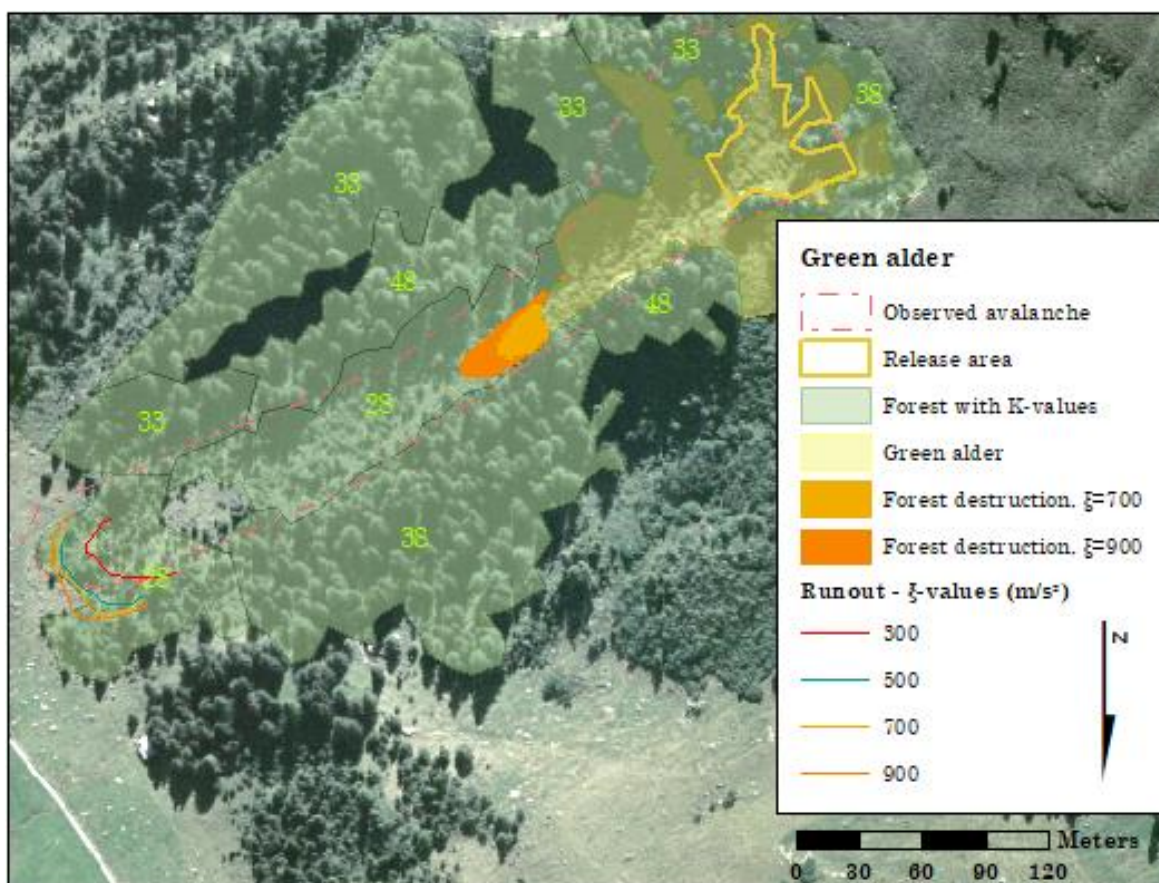 33
33
38
33
48
48
28
33
38
Green alder
Observed avalanche
Release area
Forest with K-values
Green alder
Forest destruction. ξ=700
Forest destruction. ξ=900
Runout - ξ-values (m/s²)
300
500
700
900
N
Meters
0 30 60 90 120